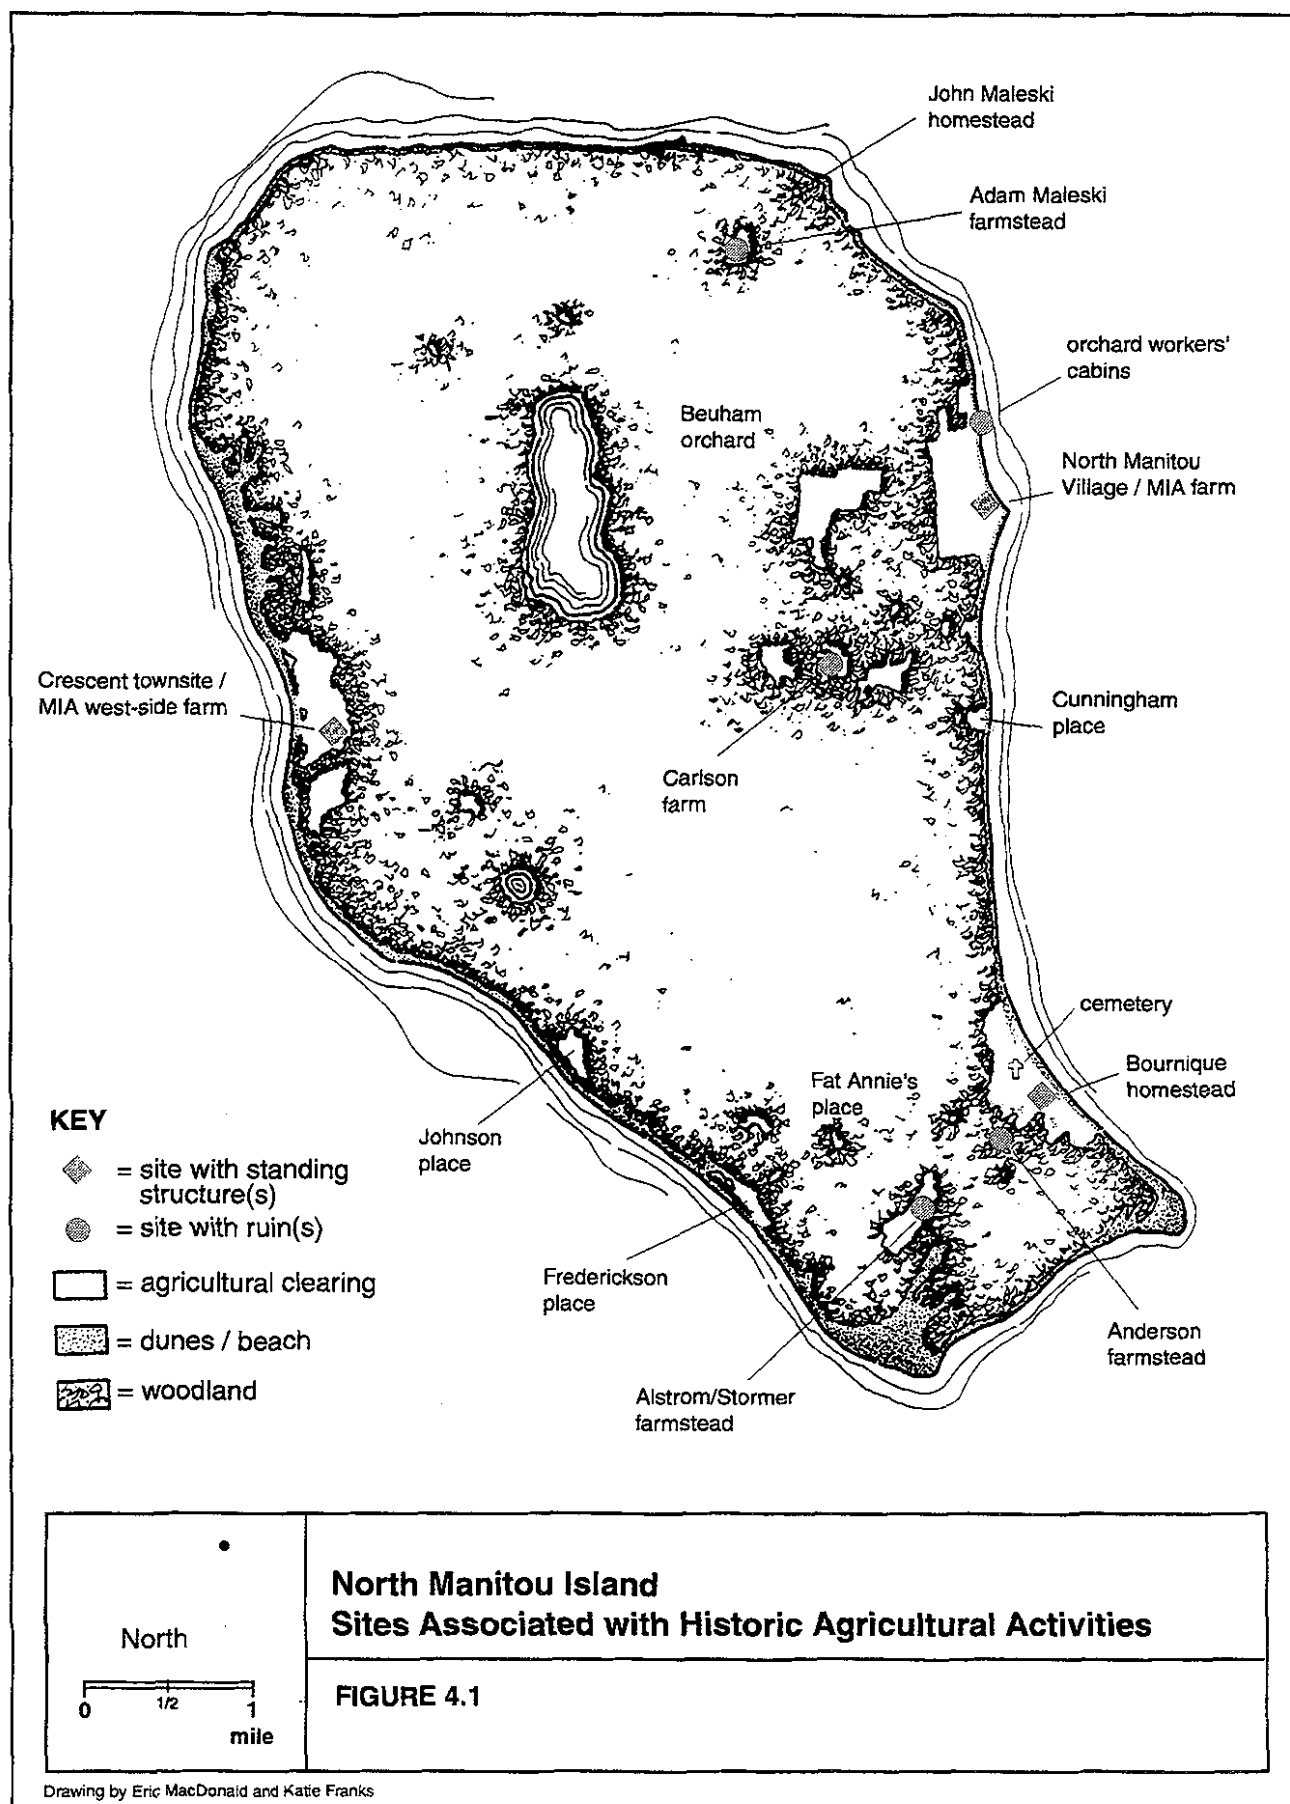 John Maleski
homestead
Adam Maleski
farmstead
orchard workers'
cabins
Beuham
orchard
North Manitou
Village / MIA farm
Crescent townsite /
MIA west-side farm
Cunningham
place
Carlson
farm
cemetery
Bournique
homestead
Fat Annie's
place
Johnson
place
Frederickson
place
Anderson
farmstead
Alstrom/Stormer
farmstead
KEY
= site with standing
structure(s)
= site with ruin(s)
= agricultural clearing
= dunes / beach
= woodland
North
0 1/2 1
mile
North Manitou Island
Sites Associated with Historic Agricultural Activities
FIGURE 4.1
Drawing by Eric MacDonald and Katie Franks